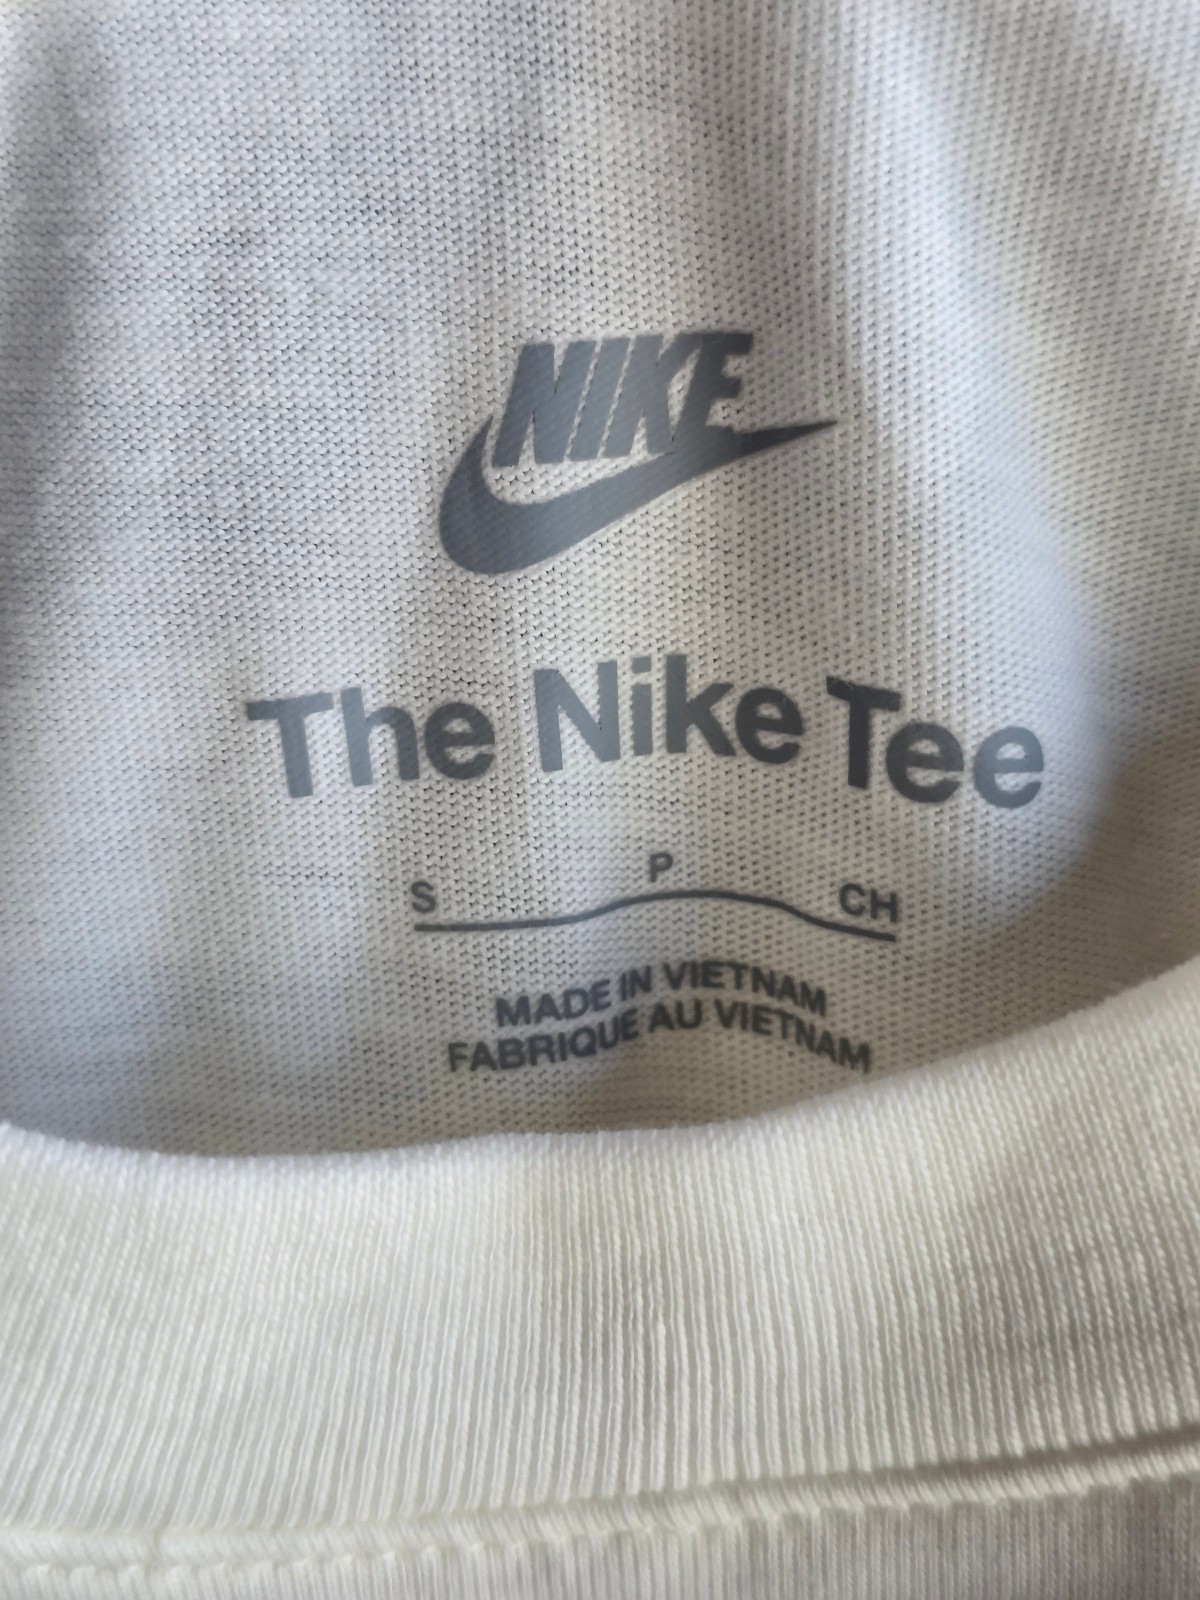 NIKE
The Nike Tee
S P CH
MADE IN VIETNAM
FABRIQUE AU VIETNAM